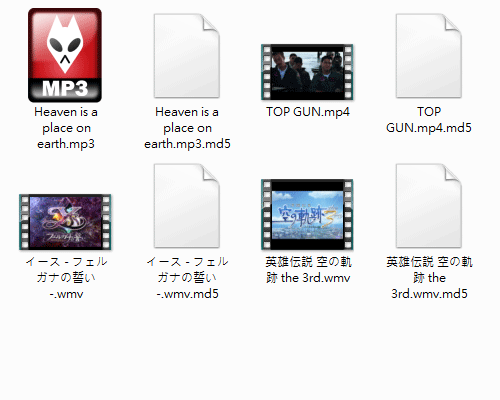 MP3
Heaven is a
place on
earth.mp3
Heaven is a
place on
earth.mp3.md5
TOP GUN.mp4
TOP
GUN.mp4.md5
イース - フェル
ガナの誓い
-.wmv
イース - フェル
ガナの誓い
-.wmv.md5
空の軌跡
英雄伝説 空の軌
跡 the 3rd.wmv
英雄伝説 空の軌
跡 the
3rd.wmv.md5